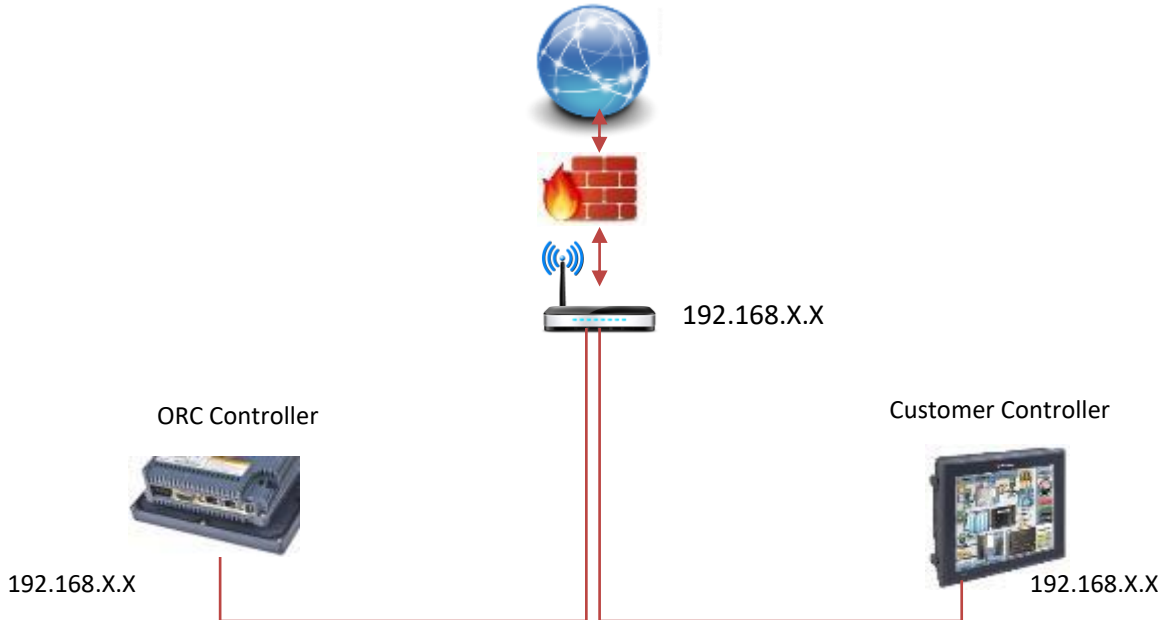 192.168.X.X
ORC Controller
Customer Controller
192.168.X.X
192.168.X.X